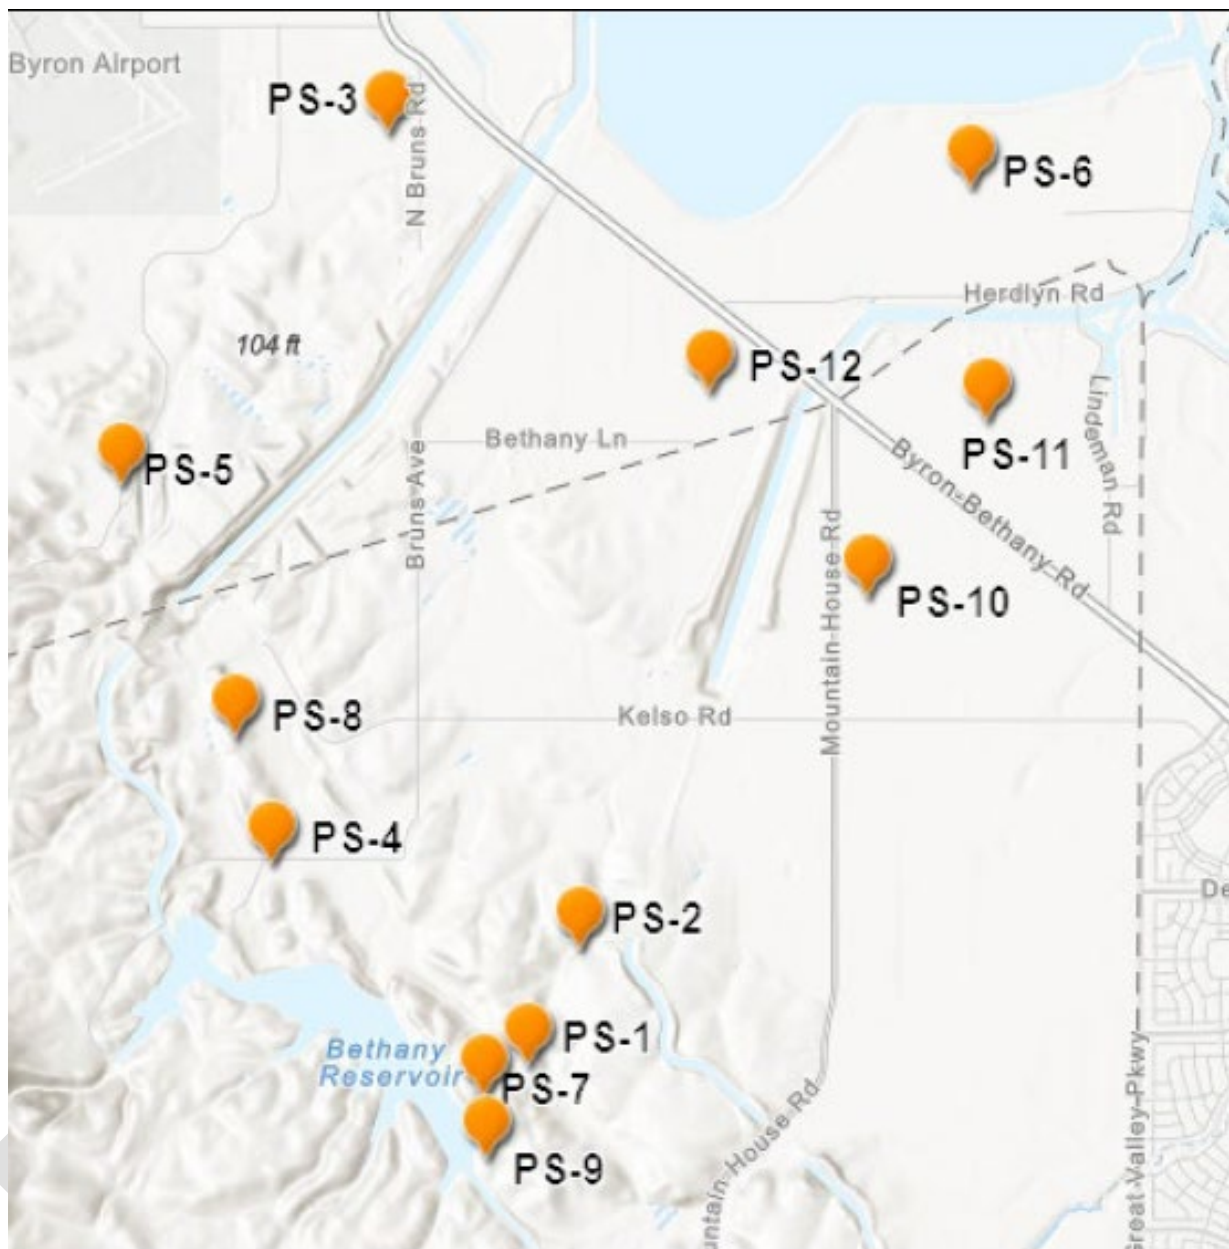 Byron Airport
PS-3
N Bruns Rd
PS-6
Herdlyn Rd
104 ft
PS-12
Lindeman Rd
Bethany Ln
PS-5
PS-11
Byron-Bethany-Rd
Bruns Ave
Mountain-House Rd
PS-10
PS-8
Kelso Rd
PS-4
De
PS-2
PS-1
Bethany
Reservoir
PS-7
PS-9
untain-House Rd
Great-Valley-Pkwy